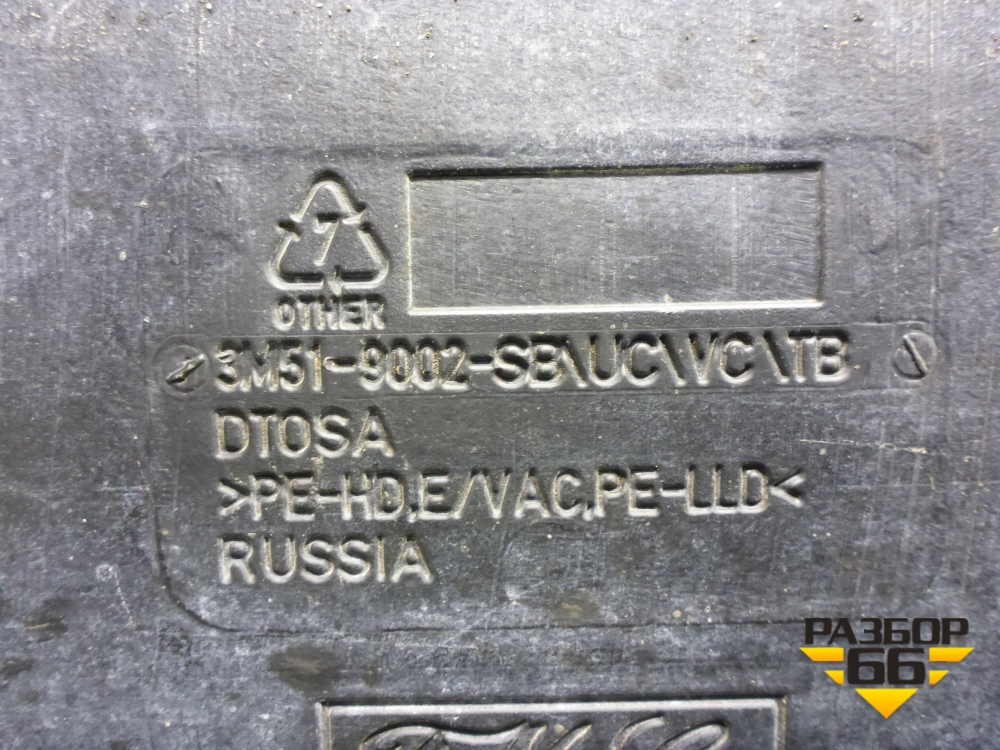 7
OTHER
3M51-9002-SB\UC\VC\TB
DTOSA
>PE-HD,E/VAC,PE-LLD<
RUSSIA
РАЗБОР
66